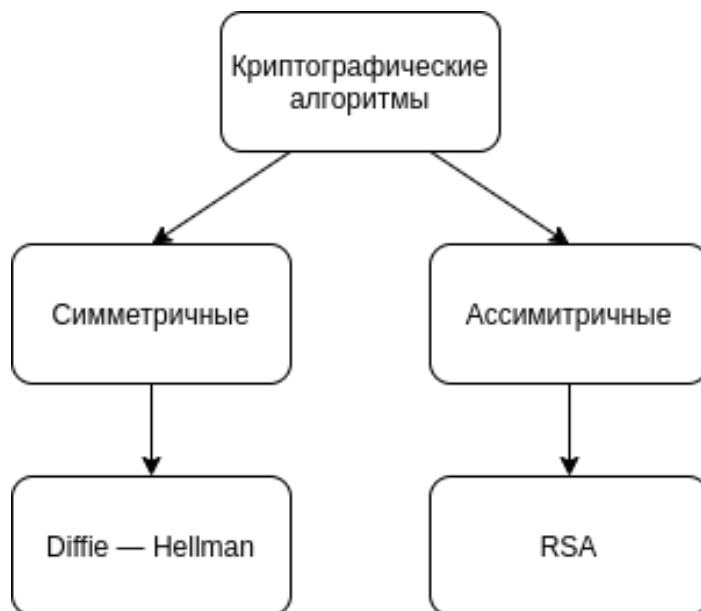 Криптографические
алгоритмы
Симметричные
Ассимитричные
Diffie — Hellman
RSA